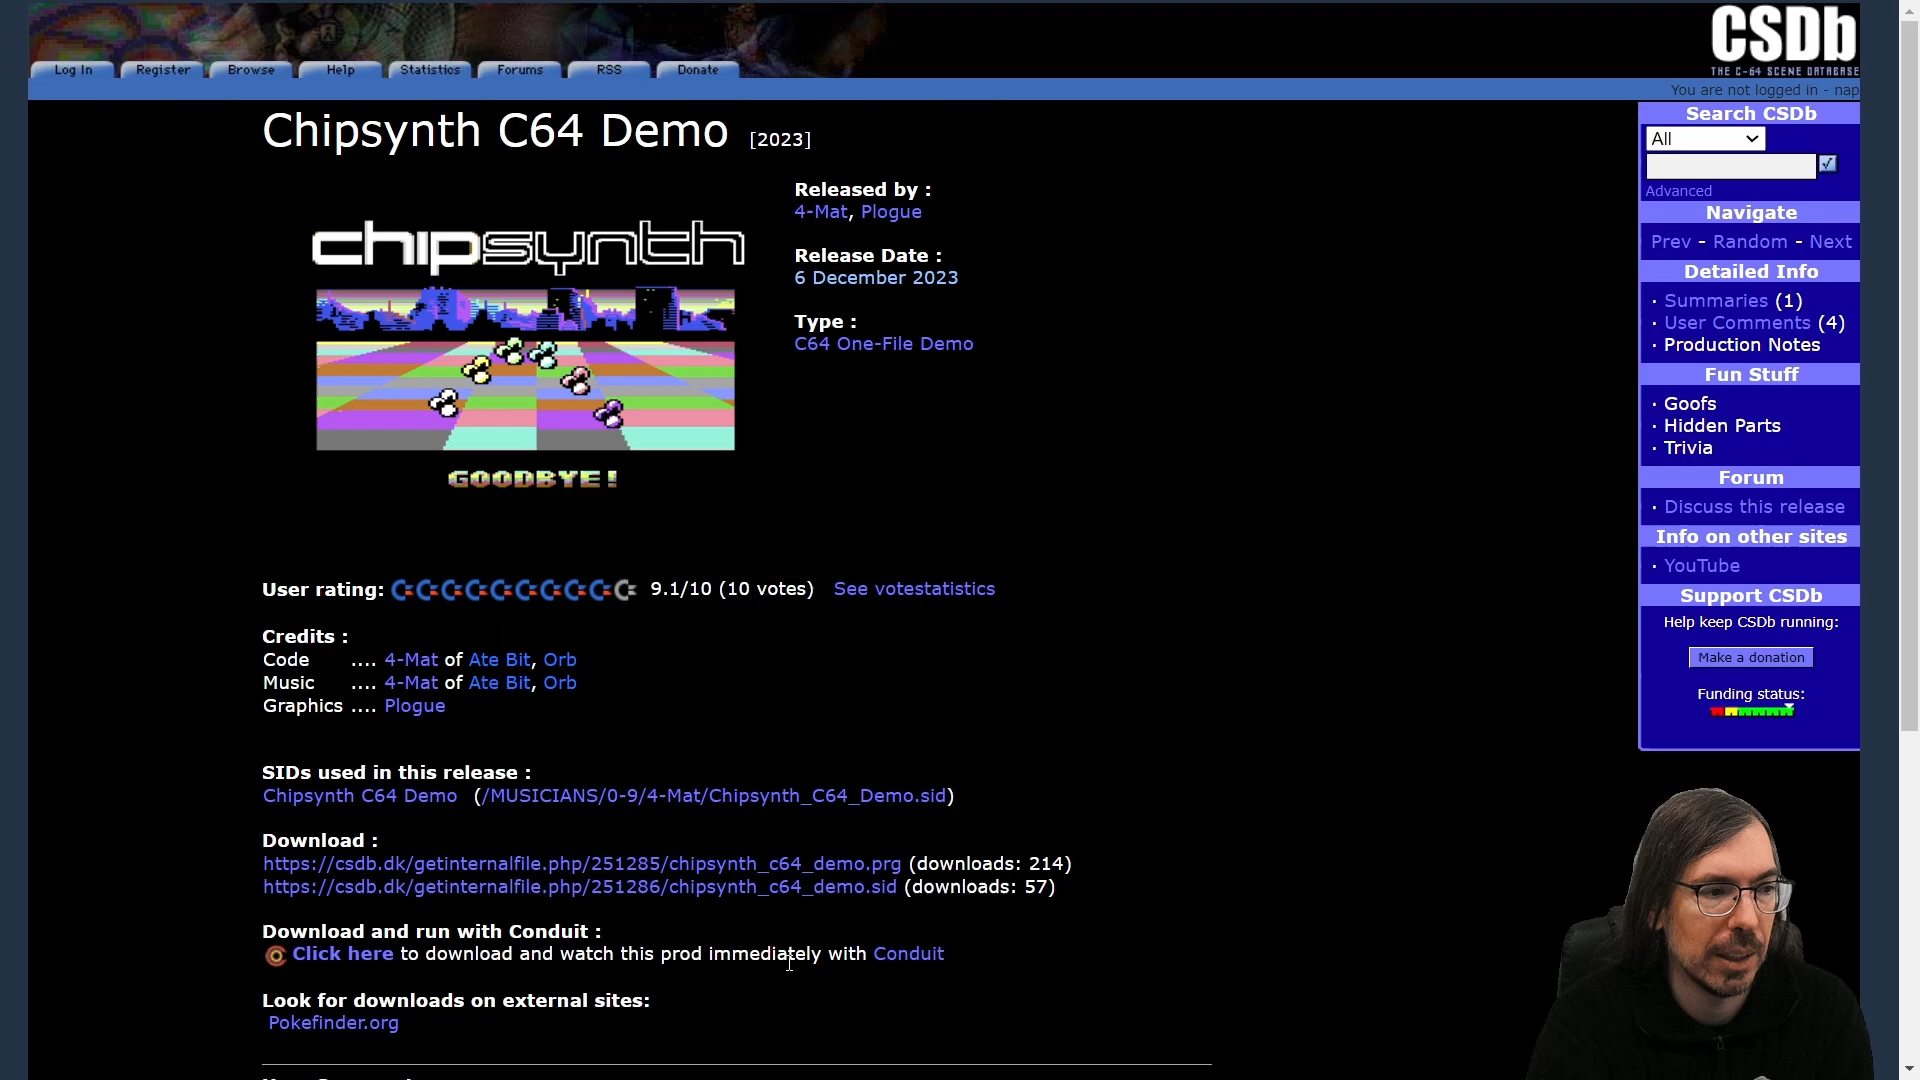 CSDb
THE C-64 SCENE DATABASE
Log In
Register
Browse
Help
Statistics
Forums
RSS
Donate
You are not logged in - nap
Chipsynth C64 Demo [2023]
chipsynth
GOODBYE!
Released by :
4-Mat, Plogue
Release Date :
6 December 2023
Type :
C64 One-File Demo
User rating: 9.1/10 (10 votes) See votestatistics
Credits :
Code .... 4-Mat of Ate Bit, Orb
Music .... 4-Mat of Ate Bit, Orb
Graphics .... Plogue
SIDs used in this release :
Chipsynth C64 Demo (/MUSICIANS/0-9/4-Mat/Chipsynth_C64_Demo.sid)
Download :
https://csdb.dk/getinternalfile.php/251285/chipsynth_c64_demo.prg (downloads: 214)
https://csdb.dk/getinternalfile.php/251286/chipsynth_c64_demo.sid (downloads: 57)
Download and run with Conduit :
Click here to download and watch this prod immediately with Conduit
Look for downloads on external sites:
Pokefinder.org
Search CSDb
All
Advanced
Navigate
Prev - Random - Next
Detailed Info
· Summaries (1)
· User Comments (4)
· Production Notes
Fun Stuff
· Goofs
· Hidden Parts
· Trivia
Forum
· Discuss this release
Info on other sites
· YouTube
Support CSDb
Help keep CSDb running:
Make a donation
Funding status: